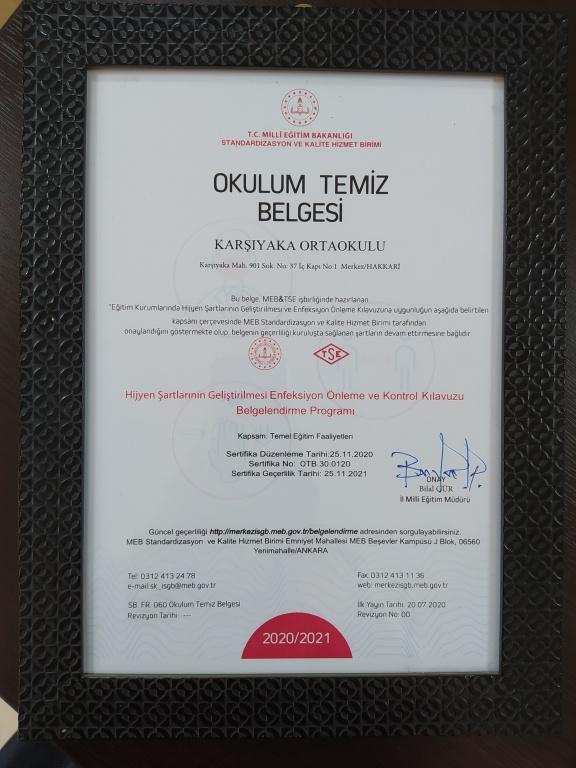 T.C. MİLLİ EĞİTİM BAKANLIĞI
STANDARDİZASYON VE KALİTE HİZMET BİRİMİ
OKULUM TEMİZ
BELGESİ
KARŞIYAKA ORTAOKULU
Karşıyaka Mah. 901 Sok. No: 37 İç Kapı No:1 Merkez/HAKKARİ
Bu belge, MEB&TSE işbirliğinde hazırlanan
"Eğitim Kurumlarında Hijyen Şartlarının Geliştirilmesi ve Enfeksiyon Önleme Kılavuzuna uygunluğun aşağıda belirtilen
kapsam çerçevesinde MEB Standardizasyon ve Kalite Hizmet Birimi tarafından
onaylandığını göstermekte olup, belgenin geçerliliği kuruluşta sağlanan şartların devam ettirmesine bağlıdır.
TSE
Hijyen Şartlarının Geliştirilmesi Enfeksiyon Önleme ve Kontrol Kılavuzu
Belgelendirme Programı
Kapsam: Temel Eğitim Faaliyetleri
Sertifika Düzenleme Tarihi:25.11.2020
Sertifika No: OTB.30.0120
Sertifika Geçerlilik Tarihi: 25.11.2021
ONAY
Bilal GÜR
İl Milli Eğitim Müdürü
Güncel geçerliliği http://merkezisgb.meb.gov.tr/belgelendirme adresinden sorgulayabilirsiniz.
MEB Standardizasyon ve Kalite Hizmet Birimi Emniyet Mahallesi MEB Beşevler Kampüsü J Blok, 06560
Yenimahalle/ANKARA
Tel: 0312 413 24 78
e-mail:sk_isgb@meb.gov.tr
Fax: 0312 413 11 36
web: merkezisgb.meb.gov.tr
SB. FR. 060 Okulum Temiz Belgesi
Revizyon Tarihi: ---
İlk Yayın Tarihi: 20.07.2020
Revizyon No: 00
2020/2021